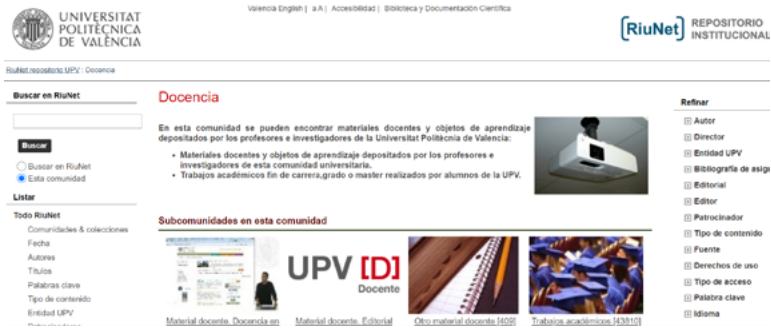 UNIVERSITAT
POLITÈCNICA
DE VALÈNCIA
Valencia English | a A | Accesibilidad | Biblioteca y Documentación Científica
[RiuNet] REPOSITORIO
INSTITUCIONAL
RiuNet repositorio UPV : Docencia
Buscar en RiuNet
Buscar
Buscar en RiuNet
Esta comunidad
Listar
Todo RiuNet
Comunidades & colecciones
Fecha
Autores
Títulos
Palabras clave
Tipo de contenido
Entidad UPV
Patrocinadores
Docencia
En esta comunidad se pueden encontrar materiales docentes y objetos de aprendizaje
depositados por los profesores e investigadores de la Universitat Politècnica de Valencia:
• Materiales docentes y objetos de aprendizaje depositados por los profesores e
investigadores de esta comunidad universitaria.
• Trabajos académicos fin de carrera,grado o master realizados por alumnos de la UPV.
Subcomunidades en esta comunidad
UPV [D]
Docente
Material docente. Docencia en
Material docente. Editorial
Otro material docente [409]
Trabajos académicos [43810]
Refinar
Autor
Director
Entidad UPV
Bibliografía de asig
Editorial
Editor
Patrocinador
Tipo de contenido
Fuente
Derechos de uso
Tipo de acceso
Palabra clave
Idioma